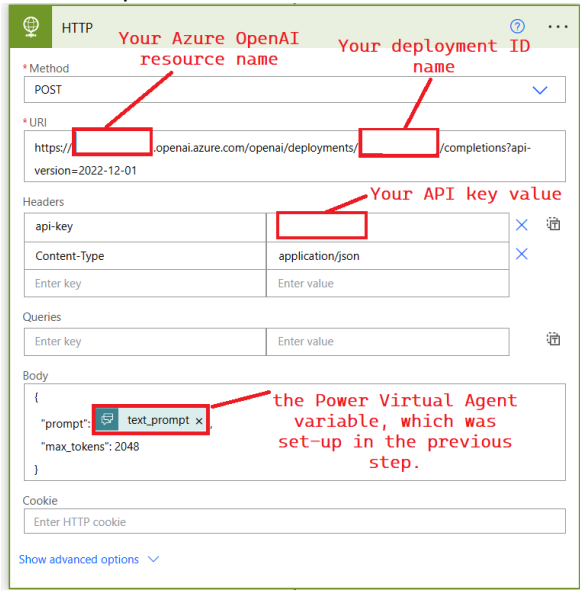 HTTP
Your Azure OpenAI
resource name
Your deployment ID
name
* Method
POST
* URI
https:// .openai.azure.com/openai/deployments/ /completions?api-
version=2022-12-01
Your API key value
Headers
api-key
Content-Type application/json
Enter key Enter value
Queries
Enter key Enter value
Body
{
"prompt": text_prompt × ,
"max_tokens": 2048
}
the Power Virtual Agent
variable, which was
set-up in the previous
step.
Cookie
Enter HTTP cookie
Show advanced options